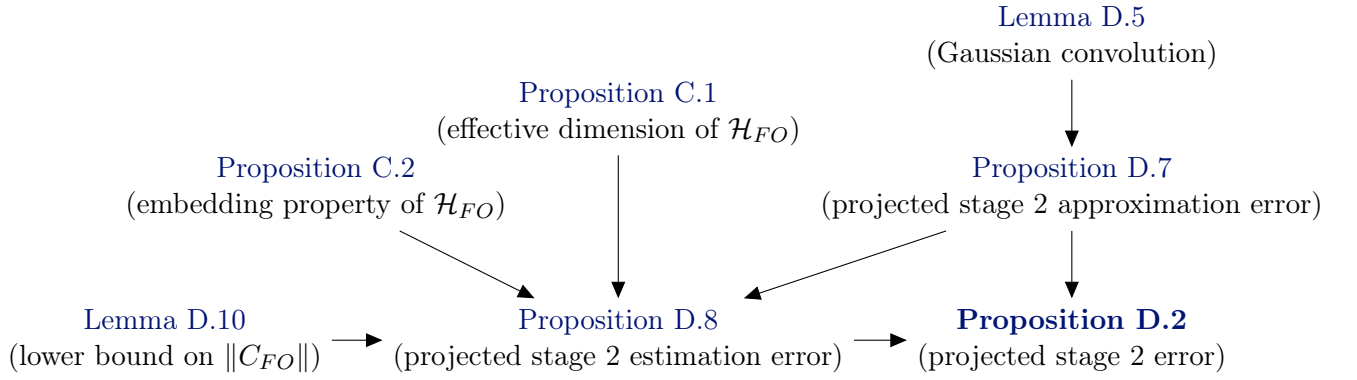 Lemma D.5
(Gaussian convolution)
Proposition C.1
(effective dimension of $\mathcal{H}_{FO}$)
Proposition C.2
(embedding property of $\mathcal{H}_{FO}$)
Proposition D.7
(projected stage 2 approximation error)
Lemma D.10
(lower bound on $\|C_{FO}\|$)
Proposition D.8
(projected stage 2 estimation error)
Proposition D.2
(projected stage 2 error)